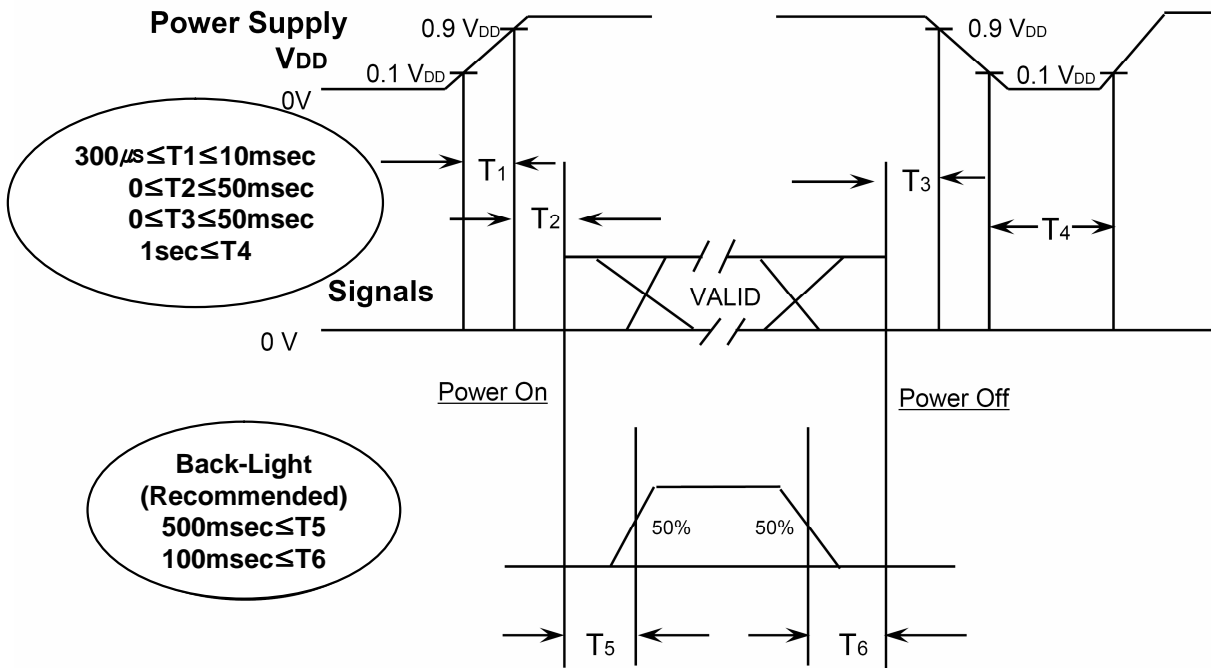 Power Supply
VDD
0.9 VDD
0.9 VDD
0.1 VDD
0.1 VDD
0V
300μs≤T1≤10msec
0≤T2≤50msec
0≤T3≤50msec
1sec≤T4
T1
T3
T2
T4
Signals
VALID
0 V
Power On
Power Off
Back-Light
(Recommended)
500msec≤T5
100msec≤T6
50%
50%
T5
T6